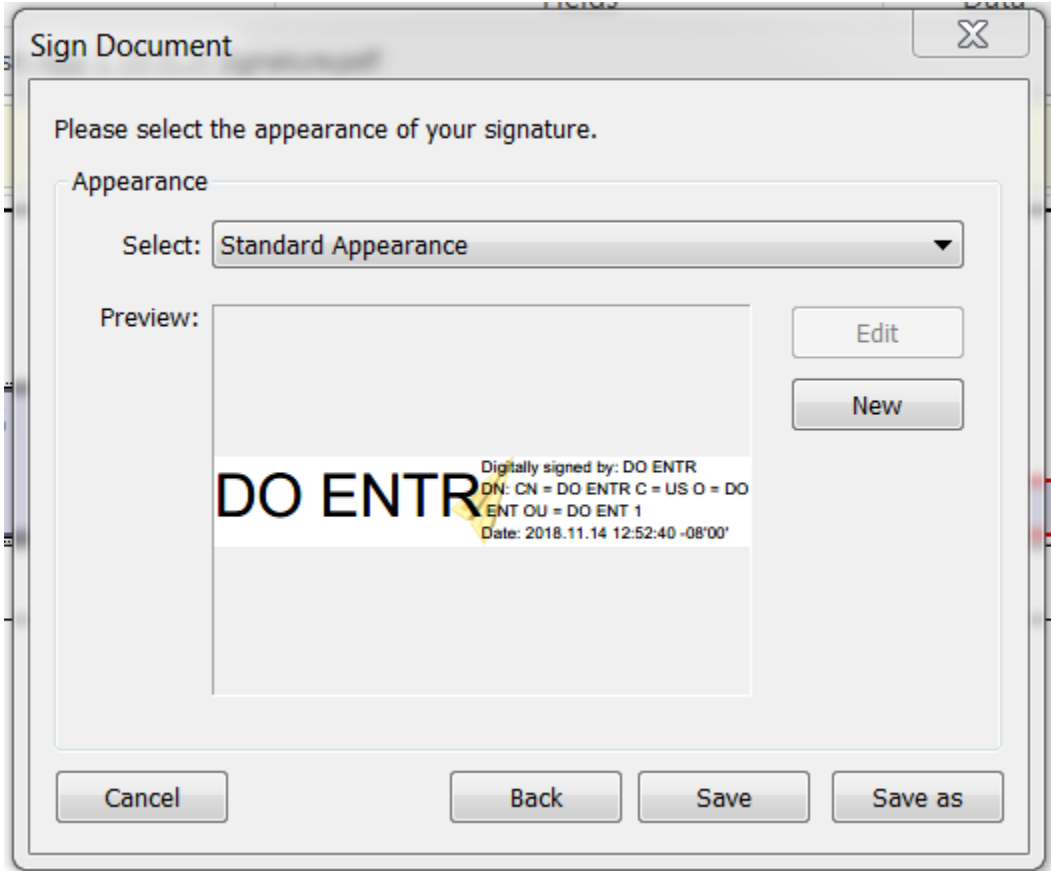 Fields Data
Sign Document
Please select the appearance of your signature.
Appearance
Select: Standard Appearance
Preview:
Edit
New
DO ENTR
Digitally signed by: DO ENTR
DN: CN = DO ENTR C = US O = DO
ENT OU = DO ENT 1
Date: 2018.11.14 12:52:40 -08'00'
Cancel Back Save Save as